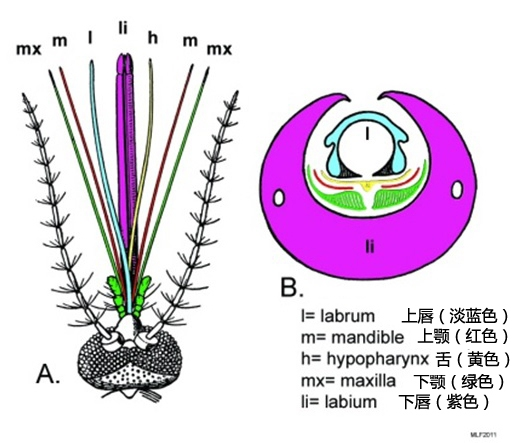 mx m l li h m mx
l
li
A.
B.
l= labrum 上唇（淡蓝色）
m= mandible 上颚（红色）
h= hypopharynx 舌（黄色）
mx= maxilla 下颚（绿色）
li= labium 下唇（紫色）
MLF2011